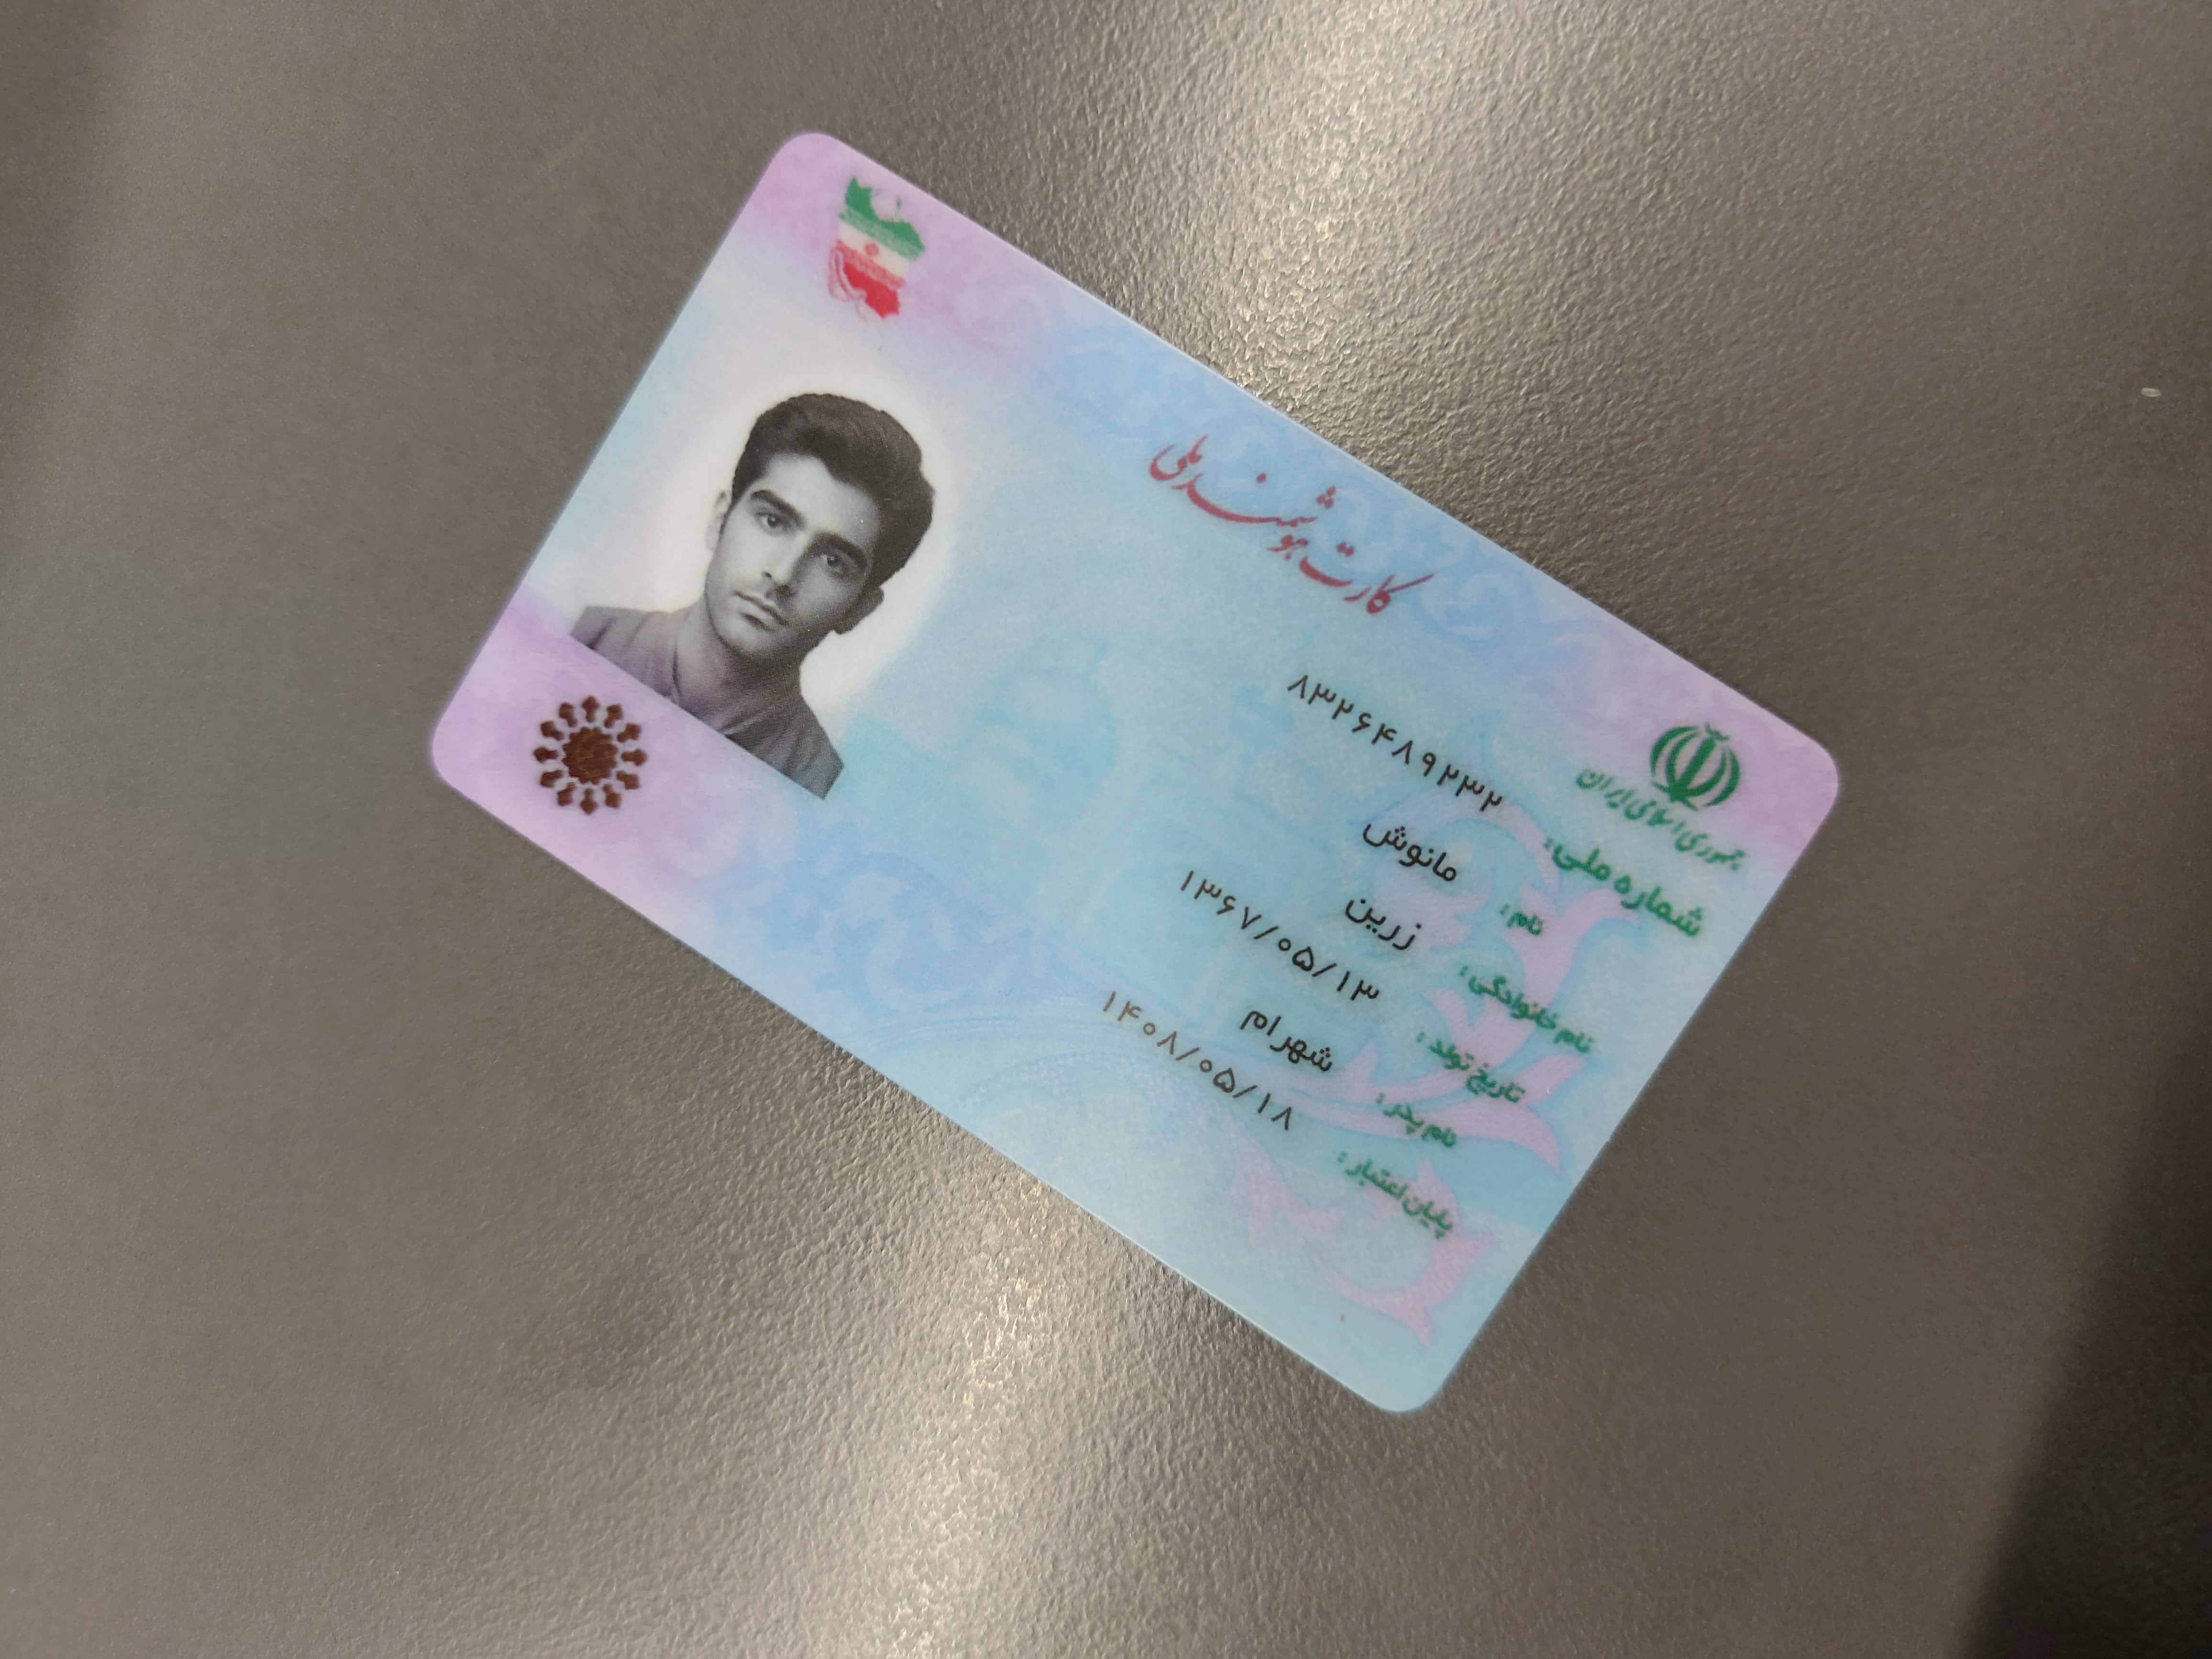 کارت هوشمند ملی
جمهوری اسلامی ایران
شماره ملی: ۸۳۲۶۴۸۹۲۳۲
نام: مانوش
نام خانوادگی: زرین
تاریخ تولد: ۱۳۶۷/۰۵/۱۳
نام پدر: شهرام
پایان اعتبار: ۱۴۰۸/۰۵/۱۸